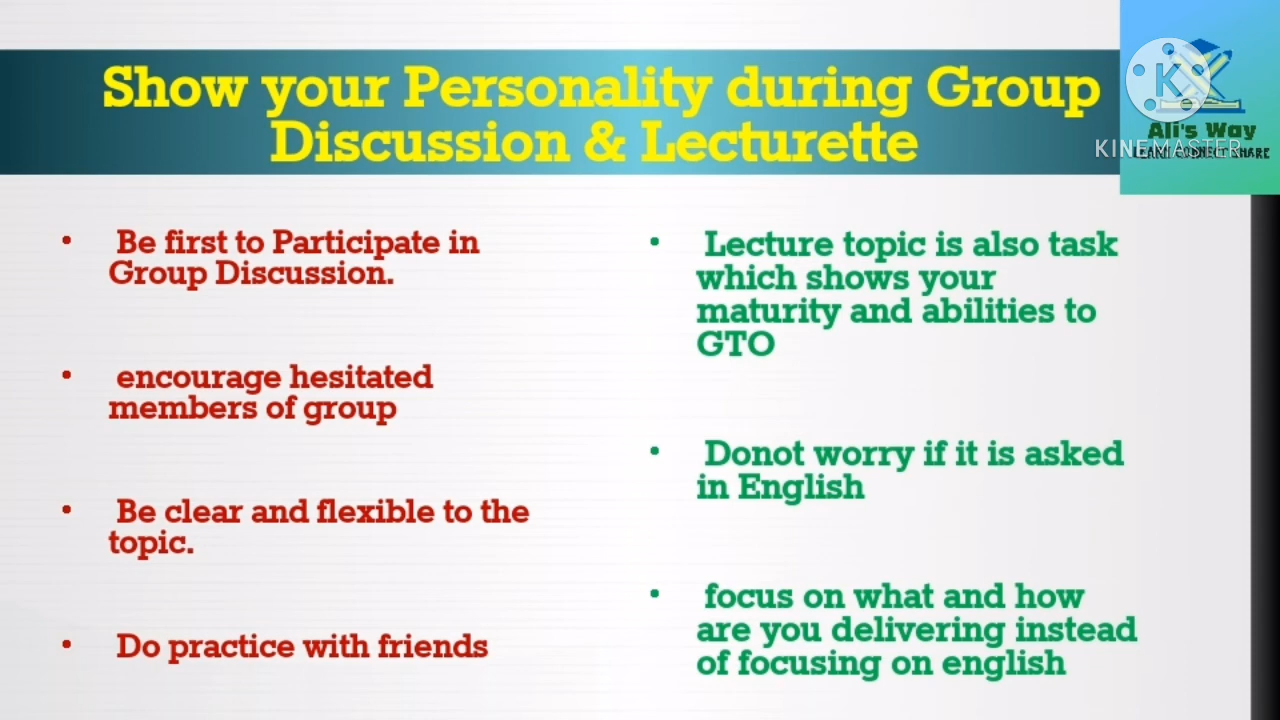 Show your Personality during Group
Discussion & Lecturette
K
Ali's Way
KINEMASTER
SHARE
Be first to Participate in
Group Discussion.
encourage hesitated
members of group
Be clear and flexible to the
topic.
Do practice with friends
Lecture topic is also task
which shows your
maturity and abilities to
GTO
Donot worry if it is asked
in English
focus on what and how
are you delivering instead
of focusing on english